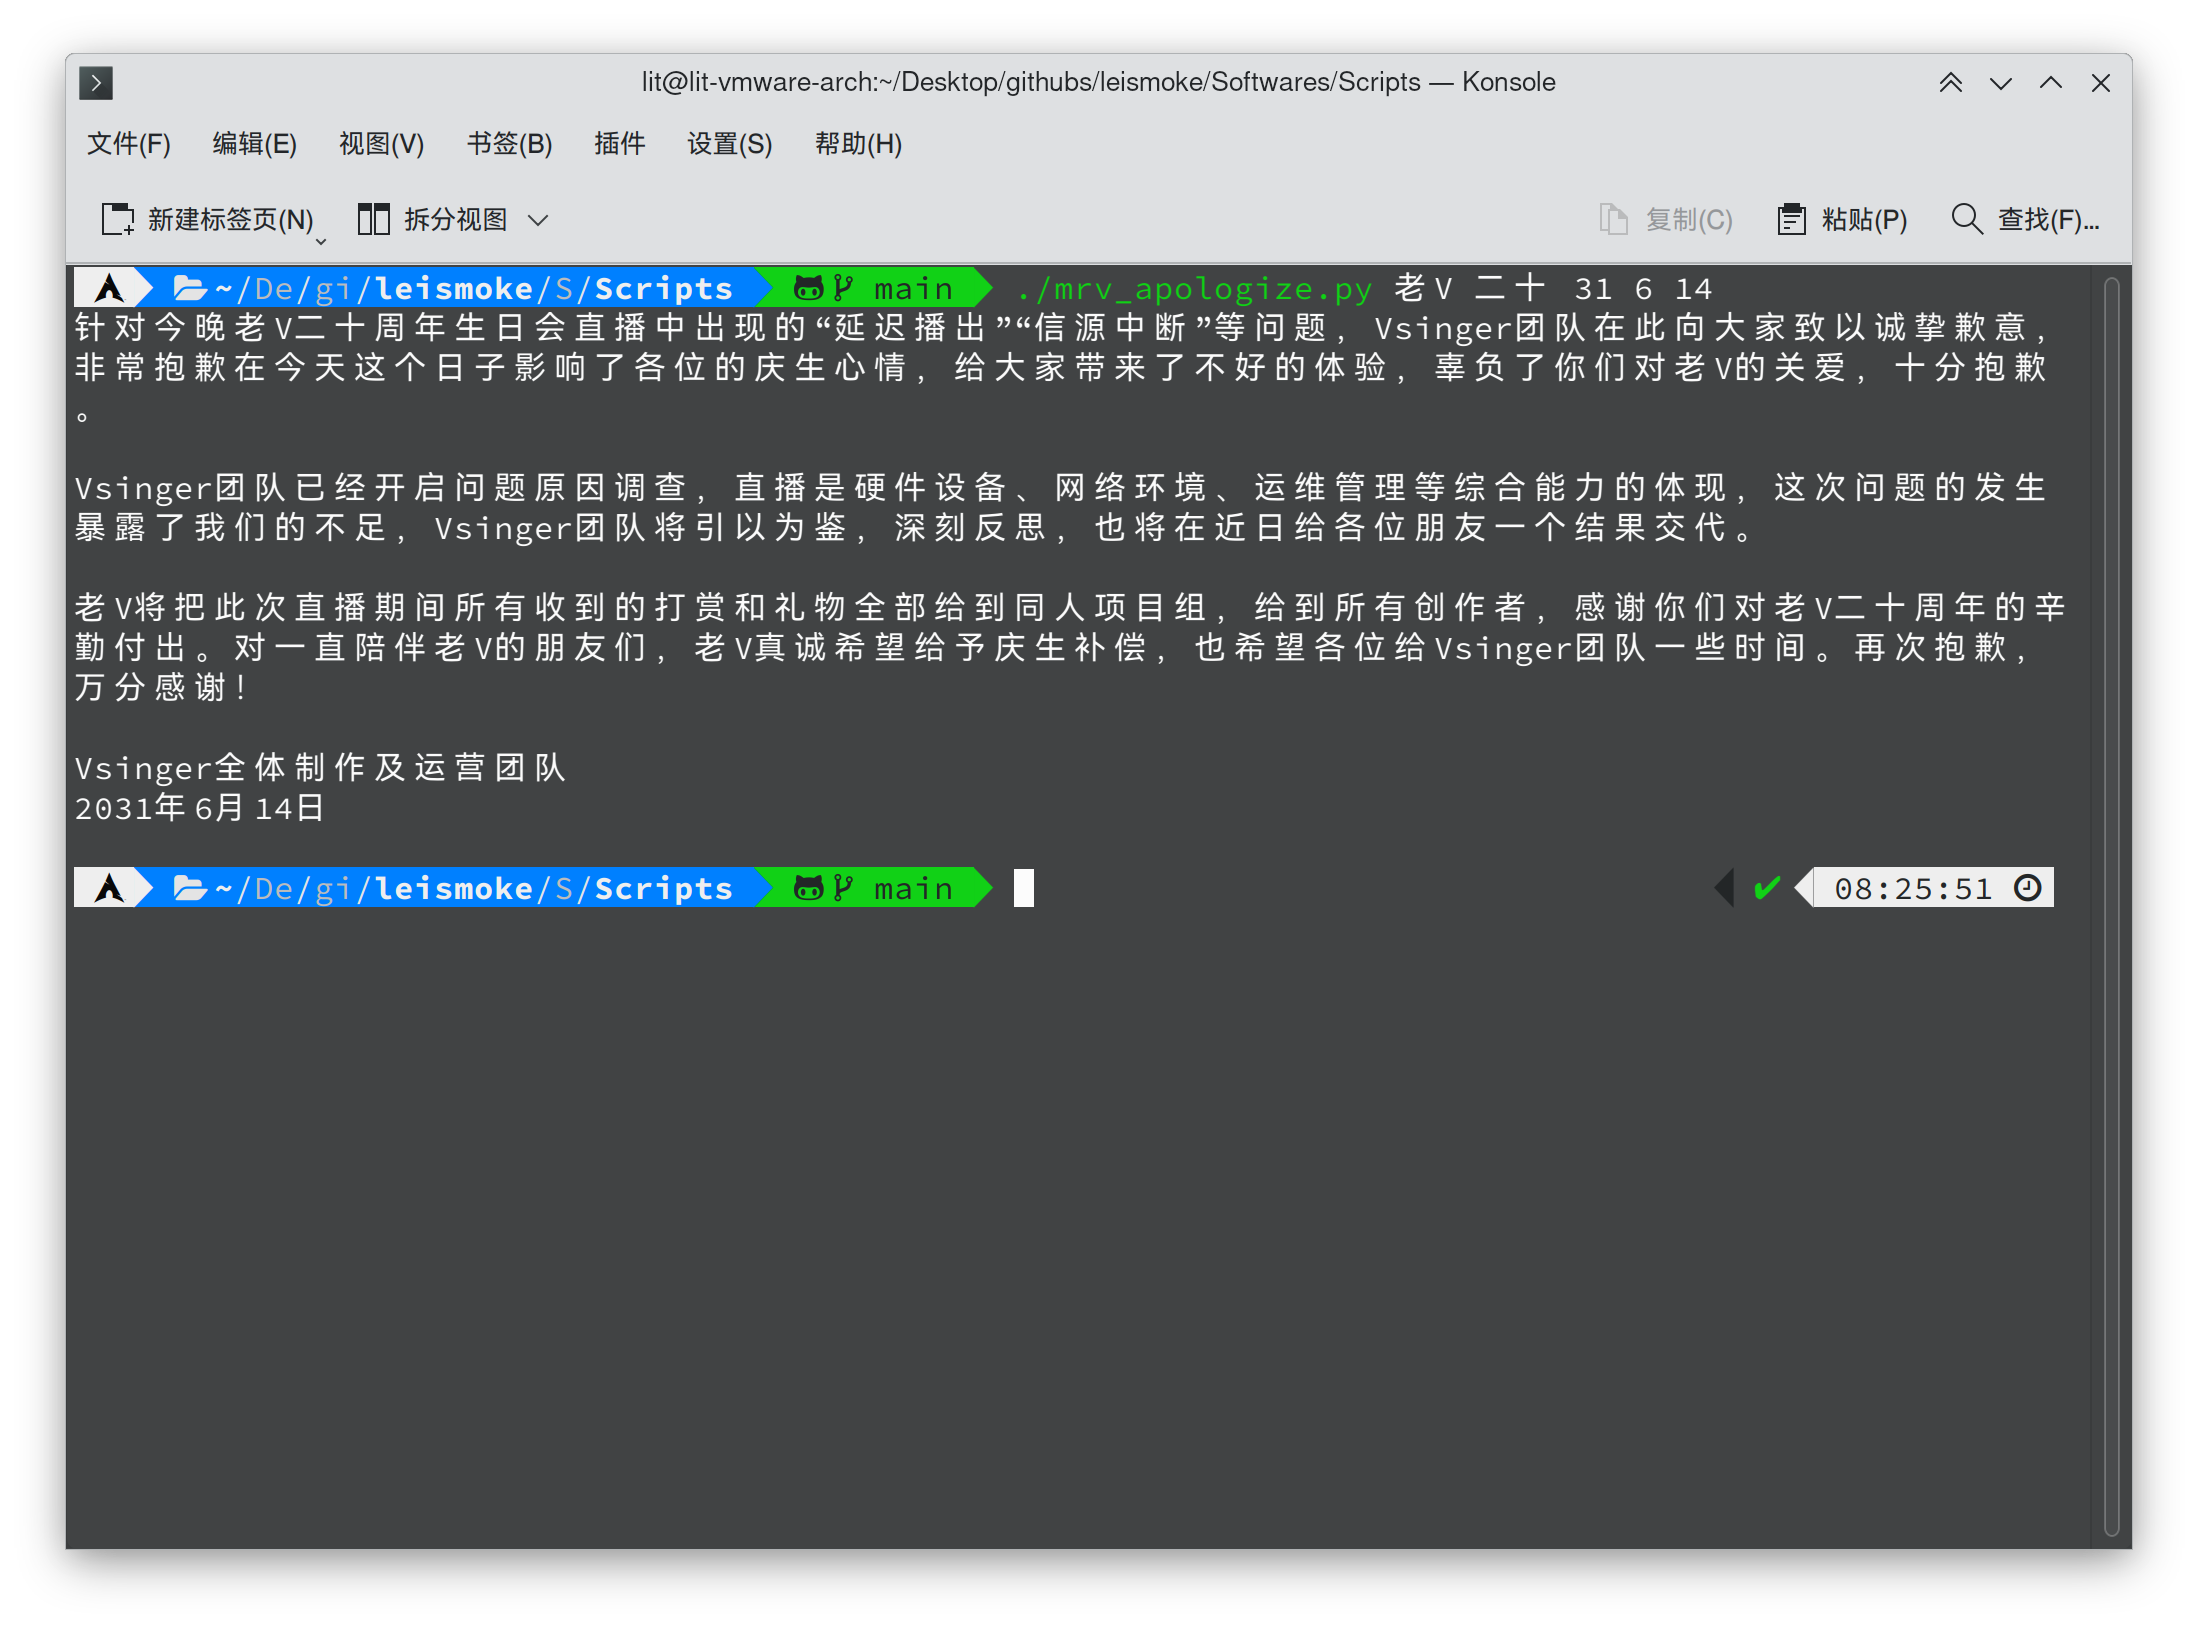 lit@lit-vmware-arch:~/Desktop/githubs/leismoke/Softwares/Scripts — Konsole
文件(F) 编辑(E) 视图(V) 书签(B) 插件 设置(S) 帮助(H)
新建标签页(N) 拆分视图 复制(C) 粘贴(P) 查找(F)...
~/De/gi/leismoke/S/Scripts main ./mrv_apologize.py 老V 二十 31 6 14
针对今晚老V二十周年生日会直播中出现的“延迟播出”“信源中断”等问题，Vsinger团队在此向大家致以诚挚歉意，
非常抱歉在今天这个日子影响了各位的庆生心情，给大家带来了不好的体验，辜负了你们对老V的关爱，十分抱歉
。
Vsinger团队已经开启问题原因调查，直播是硬件设备、网络环境、运维管理等综合能力的体现，这次问题的发生
暴露了我们的不足，Vsinger团队将引以为鉴，深刻反思，也将在近日给各位朋友一个结果交代。
老V将把此次直播期间所有收到的打赏和礼物全部给到同人项目组，给到所有创作者，感谢你们对老V二十周年的辛
勤付出。对一直陪伴老V的朋友们，老V真诚希望给予庆生补偿，也希望各位给Vsinger团队一些时间。再次抱歉，
万分感谢！
Vsinger全体制作及运营团队
2031年6月14日
~/De/gi/leismoke/S/Scripts main ✔ 08:25:51